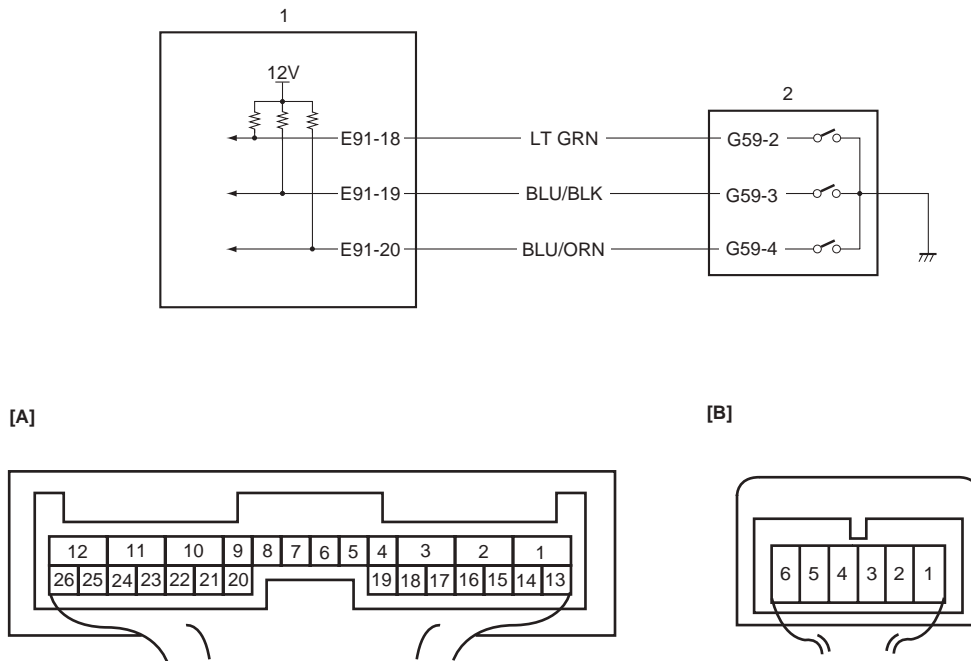 1
12V
2
E91-18 LT GRN G59-2
E91-19 BLU/BLK G59-3
E91-20 BLU/ORN G59-4
[A] [B]
12 11 10 9 8 7 6 5 4 3 2 1
26 25 24 23 22 21 20 19 18 17 16 15 14 13
6 5 4 3 2 1